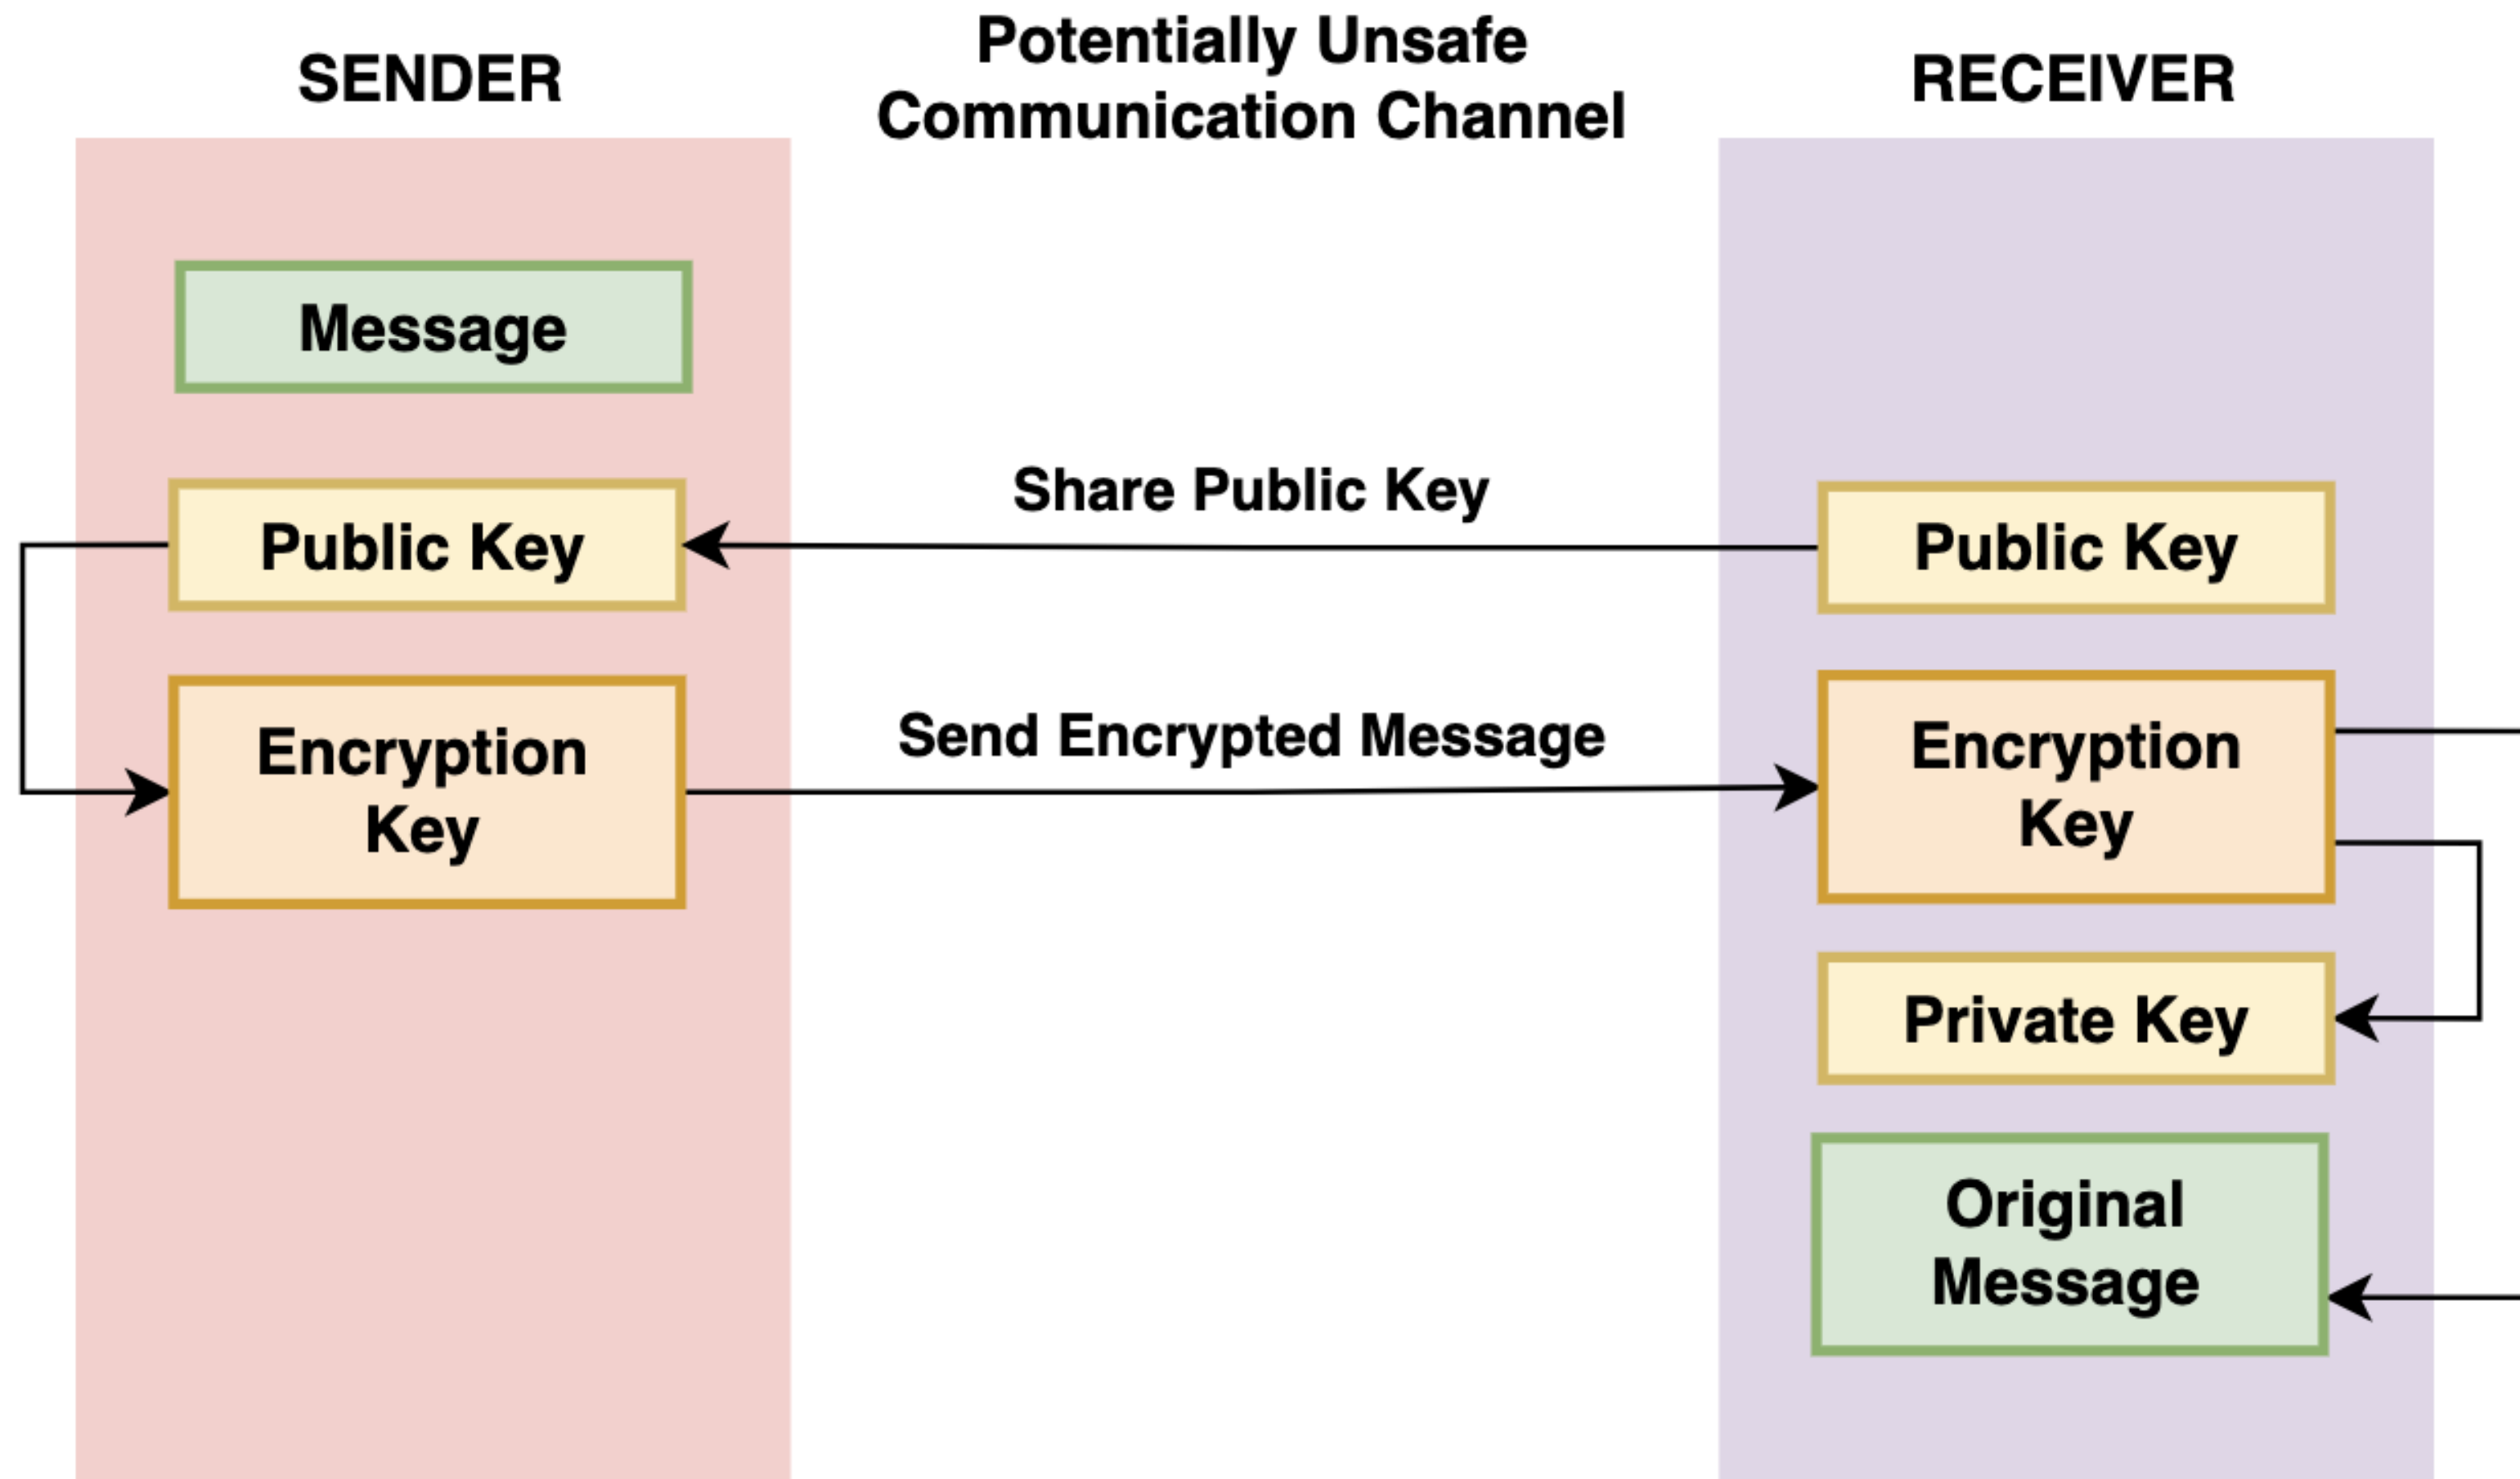 SENDER
Potentially Unsafe
Communication Channel
RECEIVER
Message
Share Public Key
Public Key
Public Key
Send Encrypted Message
Encryption
Key
Encryption
Key
Private Key
Original
Message